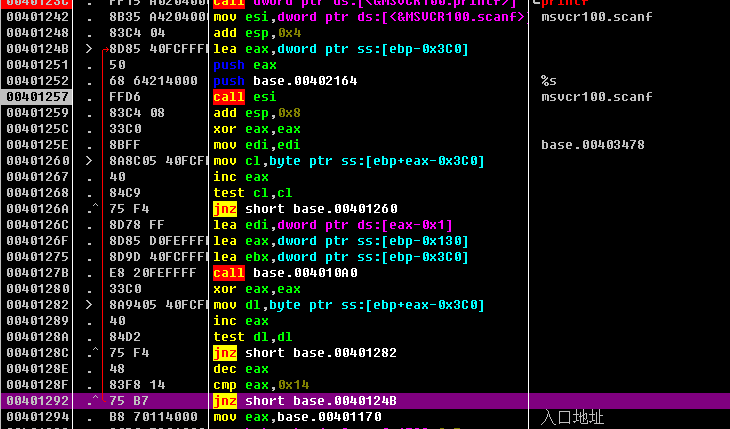 0040123C . FF15 A0204000 call dword ptr ds:[<&MSVCR100.printf>] printf
00401242 . 8B35 A4204000 mov esi,dword ptr ds:[<&MSVCR100.scanf> msvcr100.scanf
00401248 . 83C4 04 add esp,0x4
0040124B > 8D85 40FCFFFF lea eax,dword ptr ss:[ebp-0x3C0]
00401251 . 50 push eax
00401252 . 68 64214000 push base.00402164 %s
00401257 . FFD6 call esi msvcr100.scanf
00401259 . 83C4 08 add esp,0x8
0040125C . 33C0 xor eax,eax
0040125E . 8BFF mov edi,edi base.00403478
00401260 > 8A8C05 40FCFF mov cl,byte ptr ss:[ebp+eax-0x3C0]
00401267 . 40 inc eax
00401268 . 84C9 test cl,cl
0040126A .^ 75 F4 jnz short base.00401260
0040126C . 8D78 FF lea edi,dword ptr ds:[eax-0x1]
0040126F . 8D85 D0FEFFFF lea eax,dword ptr ss:[ebp-0x130]
00401275 . 8D9D 40FCFFFF lea ebx,dword ptr ss:[ebp-0x3C0]
0040127B . E8 20FEFFFF call base.004010A0
00401280 . 33C0 xor eax,eax
00401282 > 8A9405 40FCFF mov dl,byte ptr ss:[ebp+eax-0x3C0]
00401289 . 40 inc eax
0040128A . 84D2 test dl,dl
0040128C .^ 75 F4 jnz short base.00401282
0040128E . 48 dec eax
0040128F . 83F8 14 cmp eax,0x14
00401292 .^ 75 B7 jnz short base.0040124B
00401294 . B8 70114000 mov eax,base.00401170 入口地址